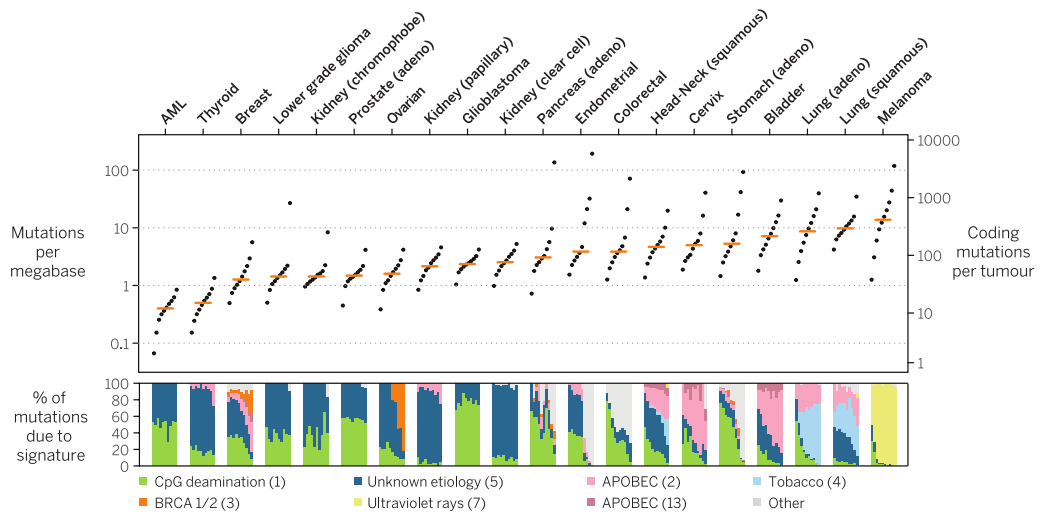 AML
Thyroid
Breast
Lower grade glioma
Kidney (chromophobe)
Prostate (adeno)
Ovarian
Kidney (papillary)
Glioblastoma
Kidney (clear cell)
Pancreas (adeno)
Endometrial
Colorectal
Head-Neck (squamous)
Cervix
Stomach (adeno)
Bladder
Lung (adeno)
Lung (squamous)
Melanoma
Mutations
per
megabase
100
10
1
0.1
10000
1000
100
10
1
Coding
mutations
per tumour
% of
mutations
due to
signature
100
80
60
40
20
0
CpG deamination (1)
Unknown etiology (5)
APOBEC (2)
Tobacco (4)
BRCA 1/2 (3)
Ultraviolet rays (7)
APOBEC (13)
Other